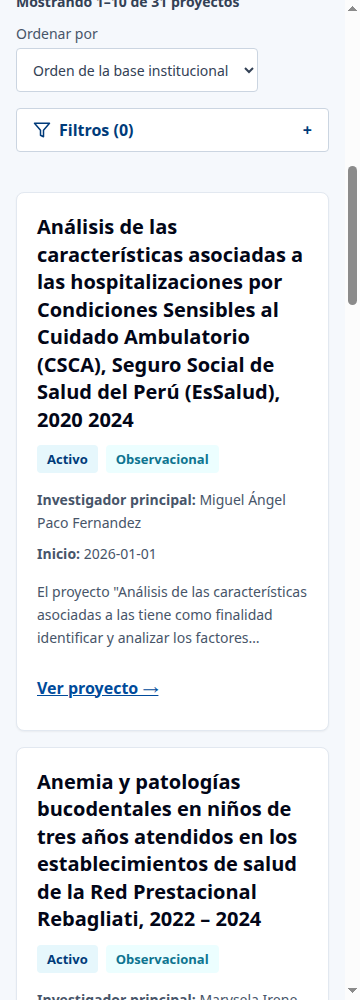 Mostrando 1–10 de 31 proyectos
Ordenar por
Orden de la base institucional
Filtros (0) +
Análisis de las
características asociadas a
las hospitalizaciones por
Condiciones Sensibles al
Cuidado Ambulatorio
(CSCA), Seguro Social de
Salud del Perú (EsSalud),
2020 2024
Activo Observacional
Investigador principal: Miguel Ángel
Paco Fernandez
Inicio: 2026-01-01
El proyecto "Análisis de las características
asociadas a las tiene como finalidad
identificar y analizar los factores...
Ver proyecto →
Anemia y patologías
bucodentales en niños de
tres años atendidos en los
establecimientos de salud
de la Red Prestacional
Rebagliati, 2022 – 2024
Activo Observacional
Investigador principal: Marysela Irene